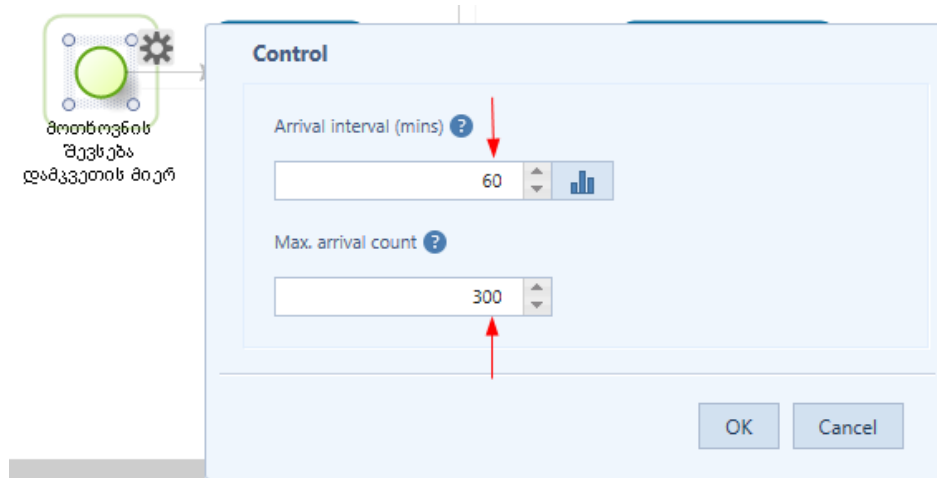 Control
Arrival interval (mins) ?
60
Max. arrival count ?
300
OK Cancel
მოთხოვნის
შევსება
დამკვეთის მიერ